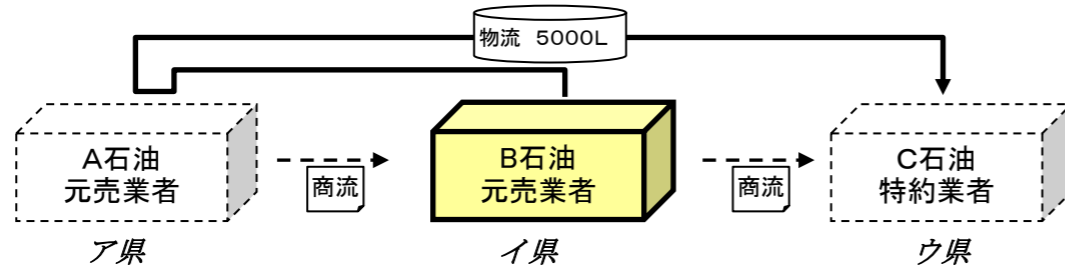 物流 5000L
A石油
元売業者
商流
B石油
元売業者
商流
C石油
特約業者
ア県
イ県
ウ県